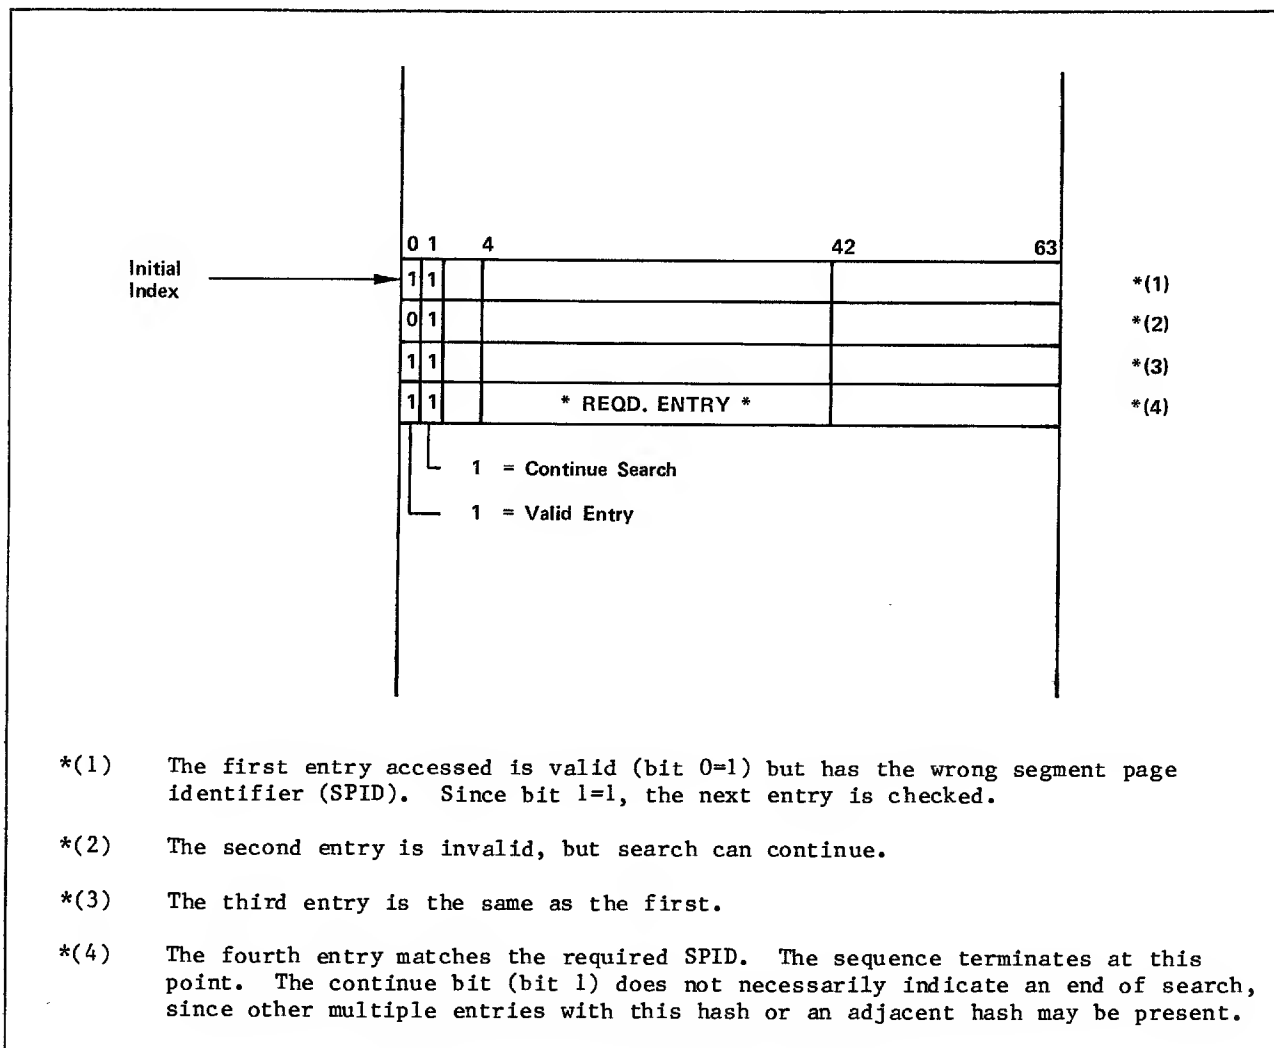 0 1 4 42 63
Initial
Index
1 1 *(1)
0 1 *(2)
1 1 *(3)
1 1 * REQD. ENTRY * *(4)
1 = Continue Search
1 = Valid Entry
*(1) The first entry accessed is valid (bit 0=1) but has the wrong segment page
identifier (SPID). Since bit 1=1, the next entry is checked.
*(2) The second entry is invalid, but search can continue.
*(3) The third entry is the same as the first.
*(4) The fourth entry matches the required SPID. The sequence terminates at this
point. The continue bit (bit 1) does not necessarily indicate an end of search,
since other multiple entries with this hash or an adjacent hash may be present.